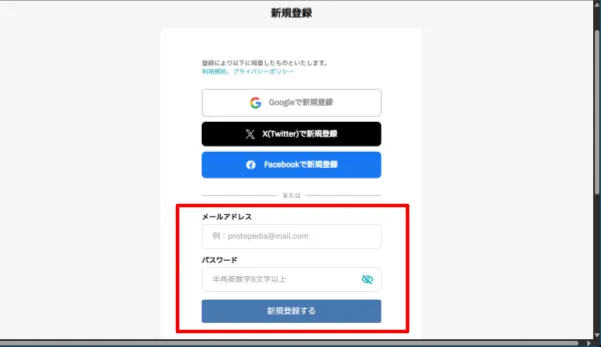 新規登録
登録により以下に同意したものといたします。
利用規約、プライバシーポリシー
Googleで新規登録
X(Twitter)で新規登録
Facebookで新規登録
または
メールアドレス
例：protopedia@mail.com
パスワード
半角英数字8文字以上
新規登録する